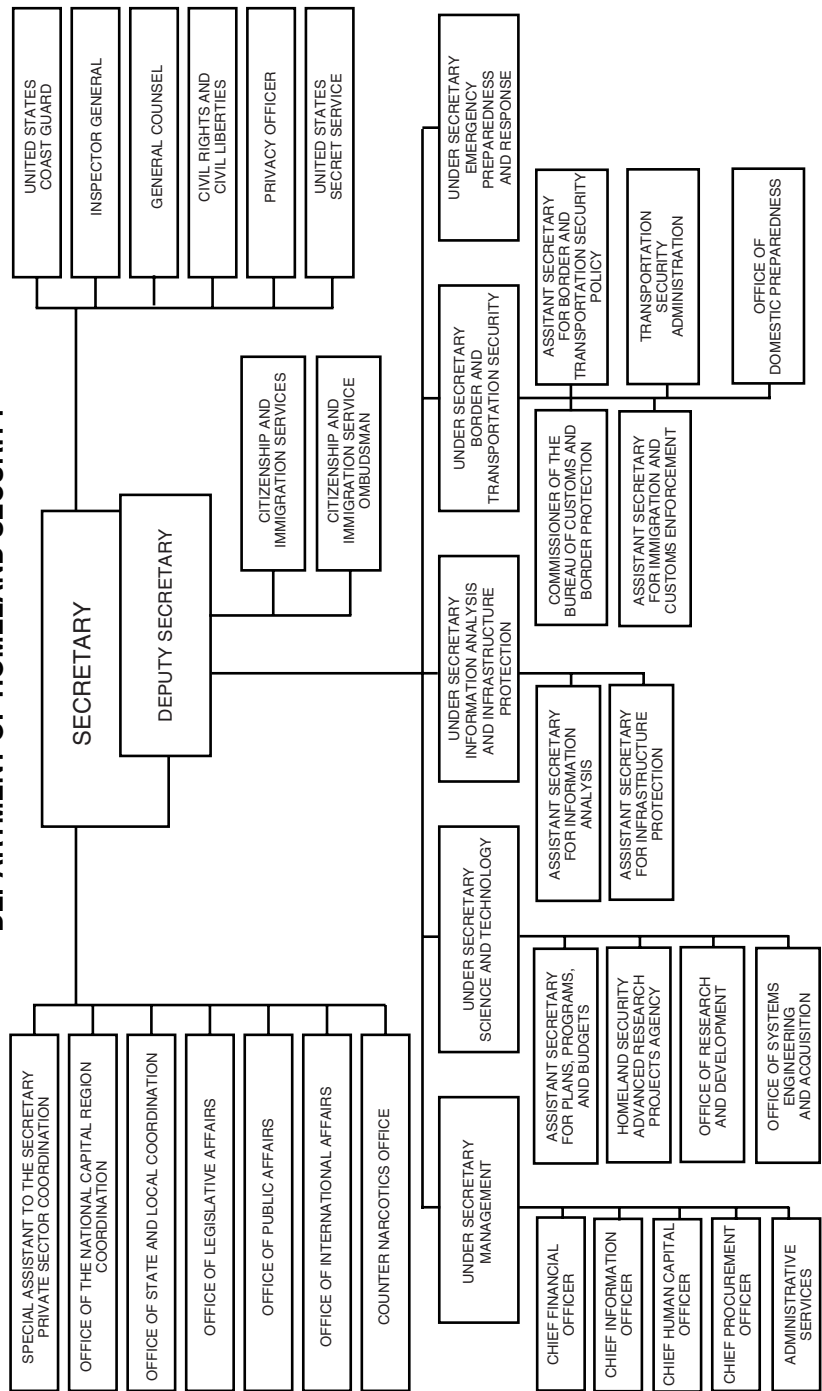 DEPARTMENT OF HOMELAND SECURITY
SECRETARY
DEPUTY SECRETARY
SPECIAL ASSISTANT TO THE SECRETARY
PRIVATE SECTOR COORDINATION
OFFICE OF THE NATIONAL CAPITAL REGION
COORDINATION
OFFICE OF STATE AND LOCAL COORDINATION
OFFICE OF LEGISLATIVE AFFAIRS
OFFICE OF PUBLIC AFFAIRS
OFFICE OF INTERNATIONAL AFFAIRS
COUNTER NARCOTICS OFFICE
UNITED STATES
COAST GUARD
INSPECTOR GENERAL
GENERAL COUNSEL
CIVIL RIGHTS AND
CIVIL LIBERTIES
PRIVACY OFFICER
UNITED STATES
SECRET SERVICE
CITIZENSHIP AND
IMMIGRATION SERVICES
CITIZENSHIP AND
IMMIGRATION SERVICE
OMBUDSMAN
UNDER SECRETARY
MANAGEMENT
CHIEF FINANCIAL
OFFICER
CHIEF INFORMATION
OFFICER
CHIEF HUMAN CAPITAL
OFFICER
CHIEF PROCUREMENT
OFFICER
ADMINISTRATIVE
SERVICES
UNDER SECRETARY
SCIENCE AND TECHNOLOGY
ASSISTANT SECRETARY
FOR PLANS, PROGRAMS,
AND BUDGETS
HOMELAND SECURITY
ADVANCED RESEARCH
PROJECTS AGENCY
OFFICE OF RESEARCH
AND DEVELOPMENT
OFFICE OF SYSTEMS
ENGINEERING
AND ACQUISITION
UNDER SECRETARY
INFORMATION ANALYSIS
AND INFRASTRUCTURE
PROTECTION
ASSISTANT SECRETARY
FOR INFORMATION
ANALYSIS
ASSISTANT SECRETARY
FOR INFRASTRUCTURE
PROTECTION
UNDER SECRETARY
BORDER AND
TRANSPORTATION SECURITY
COMMISSIONER OF THE
BUREAU OF CUSTOMS AND
BORDER PROTECTION
ASSITANT SECRETARY
FOR BORDER AND
TRANSPORTATION SECURITY
POLICY
ASSISTANT SECRETARY
FOR IMMIGRATION AND
CUSTOMS ENFORCEMENT
TRANSPORTATION
SECURITY
ADMINISTRATION
OFFICE OF
DOMESTIC PREPAREDNESS
UNDER SECRETARY
EMERGENCY
PREPAREDNESS
AND RESPONSE